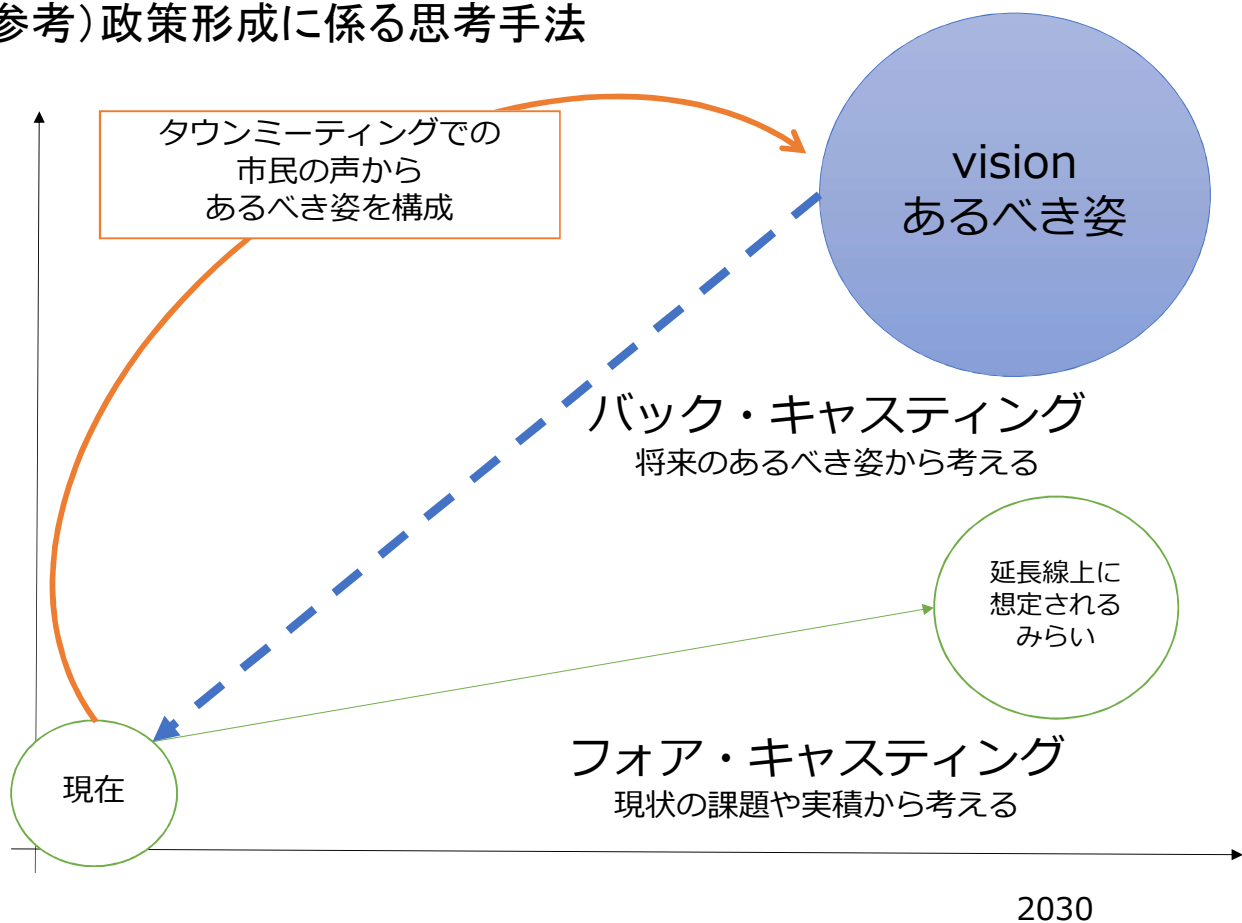 参考）政策形成に係る思考手法
タウンミーティングでの
市民の声から
あるべき姿を構成
vision
あるべき姿
バック・キャスティング
将来のあるべき姿から考える
延長線上に
想定される
みらい
現在
フォア・キャスティング
現状の課題や実積から考える
2030